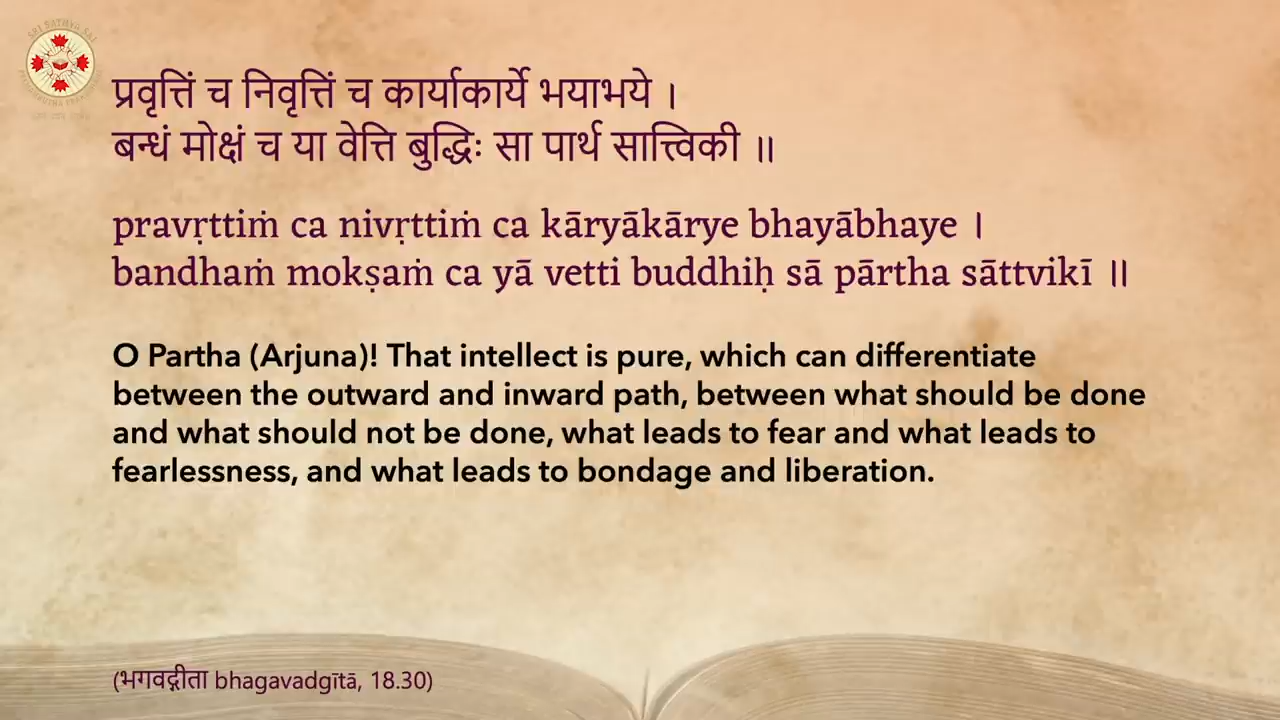 SRI SATHYA SAI
प्रवृत्तिं च निवृत्तिं च कार्याकार्ये भयाभये ।
बन्धं मोक्षं च या वेत्ति बुद्धिः सा पार्थ सात्त्विकी ॥
pravṛttiṁ ca nivṛttiṁ ca kāryākārye bhayābhaye ।
bandhaṁ mokṣaṁ ca yā vetti buddhiḥ sā pārtha sāttvikī ॥
O Partha (Arjuna)! That intellect is pure, which can differentiate
between the outward and inward path, between what should be done
and what should not be done, what leads to fear and what leads to
fearlessness, and what leads to bondage and liberation.
(भगवद्गीता bhagavadgītā, 18.30)